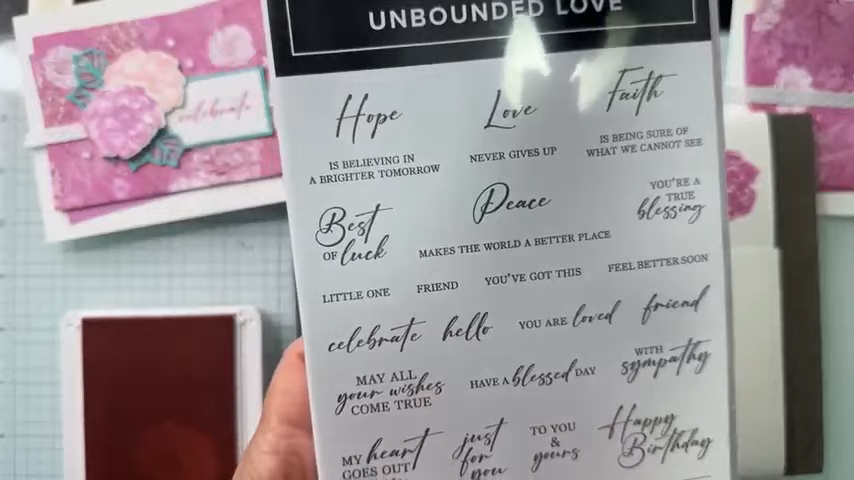 UNBOUNDED LOVE
celebrate
Hope
IS BELIEVING IN
A BRIGHTER TOMORROW
Love
NEVER GIVES UP
Faith
IS BEING SURE OF
WHAT WE CANNOT SEE
Best
OF luck
Peace
MAKES THE WORLD A BETTER PLACE
YOU'RE A
TRUE
blessing
LITTLE ONE
FRIEND
YOU'VE GOT THIS
FEEL BETTER SOON
celebrate
hello
YOU ARE loved
friend
MAY ALL
your wishes
COME TRUE
HAVE A blessed DAY
WITH
sympathy
MY heart
GOES OUT
just
for
you
TO YOU
&
yours
Happy
Birthday